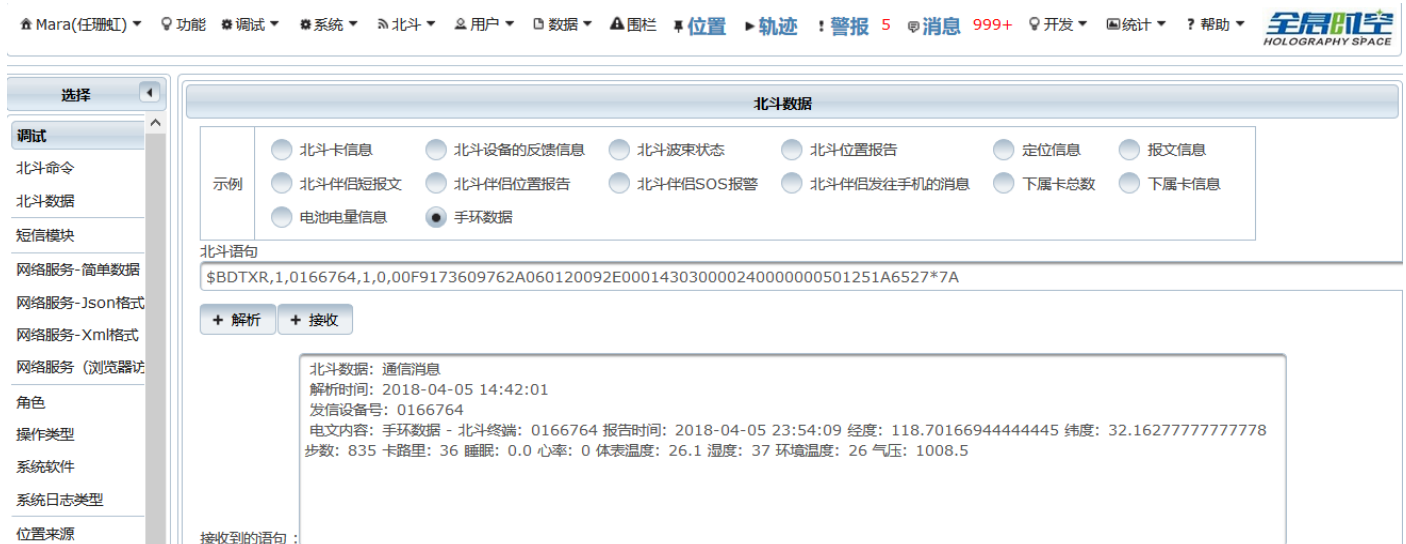 Mara(任珊虹) 功能 调试 系统 北斗 用户 数据 围栏 位置 轨迹 警报 5 消息 999+ 开发 统计 ? 帮助 全息时空
HOLOGRAPHY SPACE
选择
北斗数据
调试
北斗命令
北斗数据
短信模块
网络服务-简单数据
网络服务-Json格式
网络服务-Xml格式
网络服务（浏览器访
角色
操作类型
系统软件
系统日志类型
位置来源
示例
北斗卡信息 北斗设备的反馈信息 北斗波束状态 北斗位置报告 定位信息 报文信息
北斗伴侣短报文 北斗伴侣位置报告 北斗伴侣SOS报警 北斗伴侣发往手机的消息 下属卡总数 下属卡信息
电池电量信息 手环数据
北斗语句
$BDTXR,1,0166764,1,0,00F9173609762A060120092E000143030000240000000501251A6527*7A
+ 解析 + 接收
北斗数据：通信消息
解析时间：2018-04-05 14:42:01
发信设备号：0166764
电文内容：手环数据 - 北斗终端：0166764 报告时间：2018-04-05 23:54:09 经度：118.70166944444445 纬度：32.16277777777778
步数：835 卡路里：36 睡眠：0.0 心率：0 体表温度：26.1 湿度：37 环境温度：26 气压：1008.5
接收到的语句：